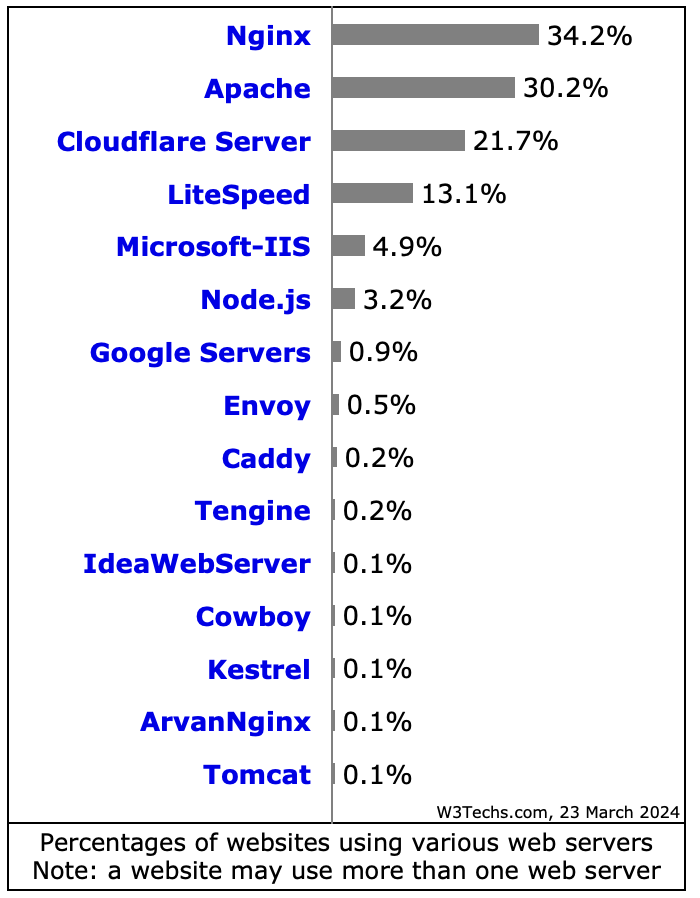 Nginx 34.2%
Apache 30.2%
Cloudflare Server 21.7%
LiteSpeed 13.1%
Microsoft-IIS 4.9%
Node.js 3.2%
Google Servers 0.9%
Envoy 0.5%
Caddy 0.2%
Tengine 0.2%
IdeaWebServer 0.1%
Cowboy 0.1%
Kestrel 0.1%
ArvanNginx 0.1%
Tomcat 0.1%
W3Techs.com, 23 March 2024
Percentages of websites using various web servers
Note: a website may use more than one web server